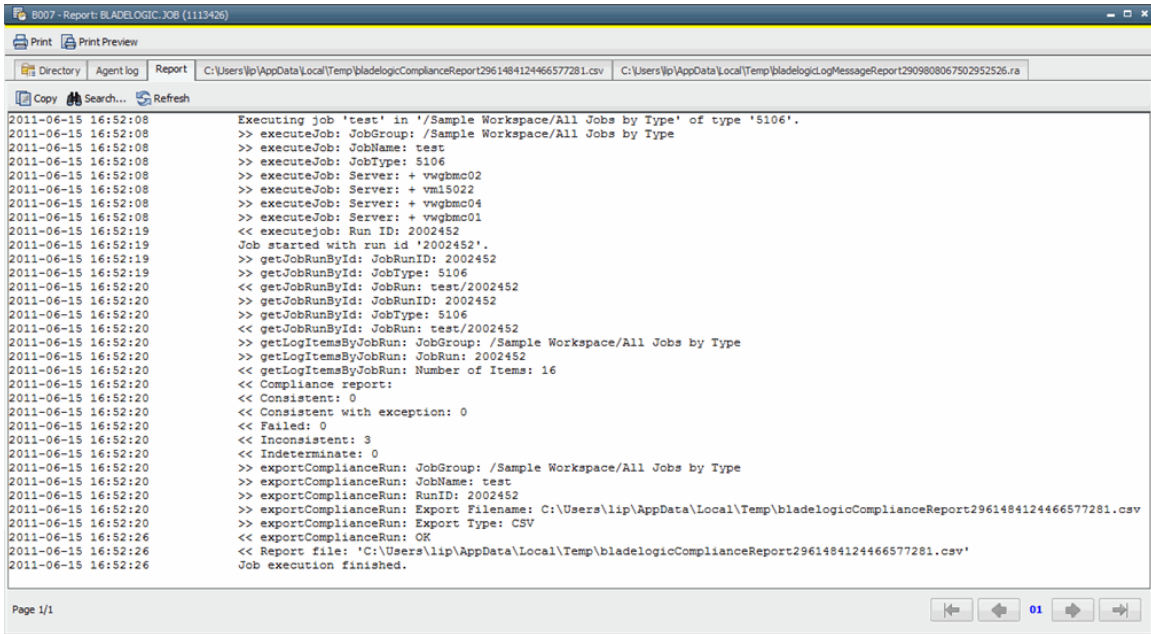 B007 - Report: BLADELOGIC.JOB (1113426)
Print Print Preview
Directory Agent log Report C:\Users\lip\AppData\Local\Temp\bladelogicComplianceReport2961484124466577281.csv C:\Users\lip\AppData\Local\Temp\bladelogicLogMessageReport2909808067502952526.ra
Copy Search... Refresh
2011-06-15 16:52:08 Executing job 'test' in '/Sample Workspace/All Jobs by Type' of type '5106'.
2011-06-15 16:52:08 >> executeJob: JobGroup: /Sample Workspace/All Jobs by Type
2011-06-15 16:52:08 >> executeJob: JobName: test
2011-06-15 16:52:08 >> executeJob: JobType: 5106
2011-06-15 16:52:08 >> executeJob: Server: + vwgbmc02
2011-06-15 16:52:08 >> executeJob: Server: + vm15022
2011-06-15 16:52:08 >> executeJob: Server: + vwgbmc04
2011-06-15 16:52:08 >> executeJob: Server: + vwgbmc01
2011-06-15 16:52:19 << executejob: Run ID: 2002452
2011-06-15 16:52:19 Job started with run id '2002452'.
2011-06-15 16:52:19 >> getJobRunById: JobRunID: 2002452
2011-06-15 16:52:19 >> getJobRunById: JobType: 5106
2011-06-15 16:52:20 << getJobRunById: JobRun: test/2002452
2011-06-15 16:52:20 >> getJobRunById: JobRunID: 2002452
2011-06-15 16:52:20 >> getJobRunById: JobType: 5106
2011-06-15 16:52:20 << getJobRunById: JobRun: test/2002452
2011-06-15 16:52:20 >> getLogItemsByJobRun: JobGroup: /Sample Workspace/All Jobs by Type
2011-06-15 16:52:20 >> getLogItemsByJobRun: JobRun: 2002452
2011-06-15 16:52:20 << getLogItemsByJobRun: Number of Items: 16
2011-06-15 16:52:20 << Compliance report:
2011-06-15 16:52:20 << Consistent: 0
2011-06-15 16:52:20 << Consistent with exception: 0
2011-06-15 16:52:20 << Failed: 0
2011-06-15 16:52:20 << Inconsistent: 3
2011-06-15 16:52:20 << Indeterminate: 0
2011-06-15 16:52:20 >> exportComplianceRun: JobGroup: /Sample Workspace/All Jobs by Type
2011-06-15 16:52:20 >> exportComplianceRun: JobName: test
2011-06-15 16:52:20 >> exportComplianceRun: RunID: 2002452
2011-06-15 16:52:20 >> exportComplianceRun: Export Filename: C:\Users\lip\AppData\Local\Temp\bladelogicComplianceReport2961484124466577281.csv
2011-06-15 16:52:20 >> exportComplianceRun: Export Type: CSV
2011-06-15 16:52:26 << exportComplianceRun: OK
2011-06-15 16:52:26 << Report file: 'C:\Users\lip\AppData\Local\Temp\bladelogicComplianceReport2961484124466577281.csv'
2011-06-15 16:52:26 Job execution finished.
Page 1/1 01